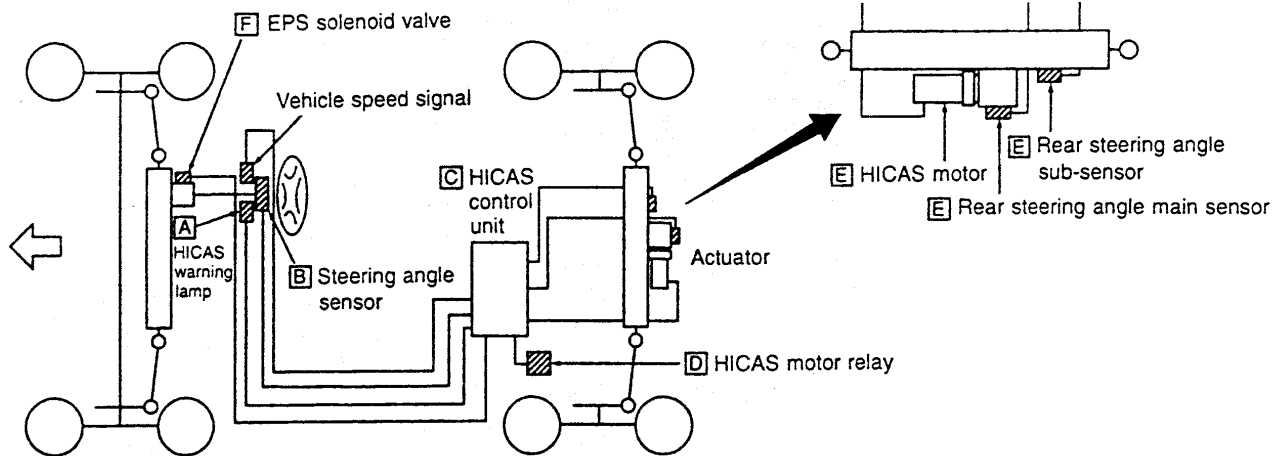 F EPS solenoid valve
Vehicle speed signal
A
HICAS
warning
lamp
B Steering angle
sensor
C HICAS
control
unit
Actuator
D HICAS motor relay
E Rear steering angle
sub-sensor
E HICAS motor
E Rear steering angle main sensor